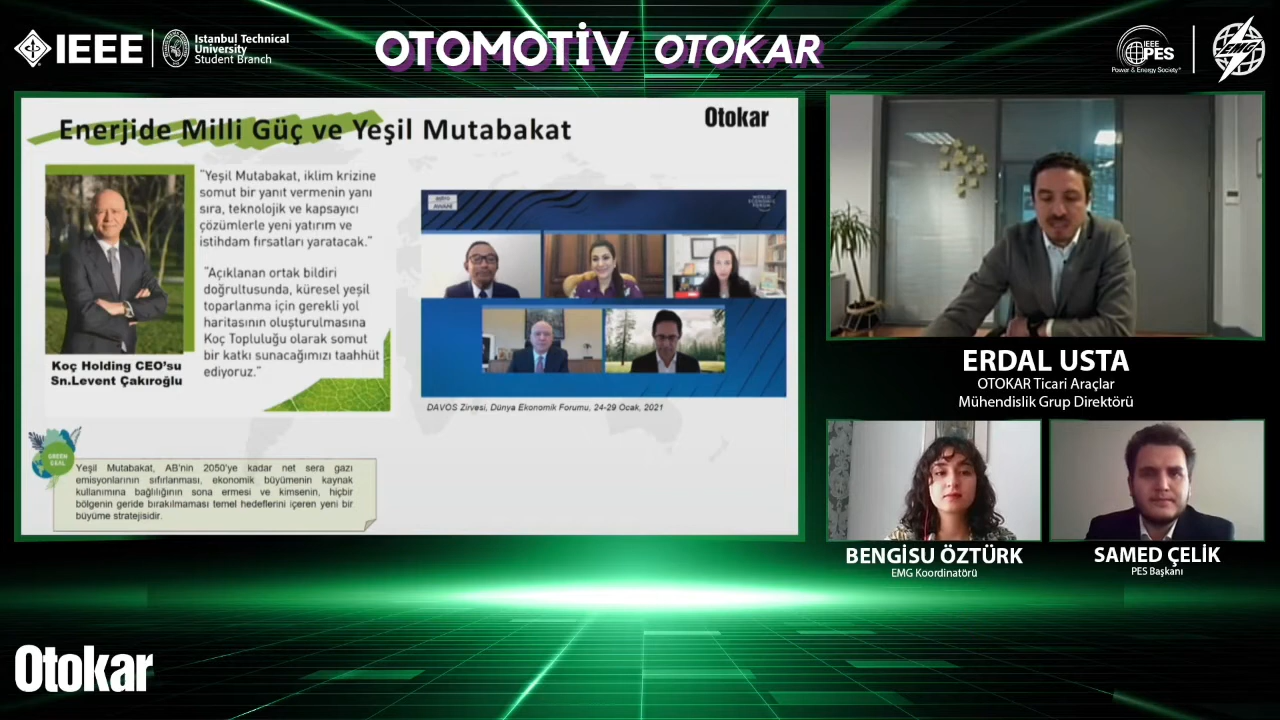 IEEE
Istanbul Technical
University
Student Branch
OTOMOTİV OTOKAR
IEEE
PES
Power & Energy Society®
EMG
Enerjide Milli Güç ve Yeşil Mutabakat
Otokar
"Yeşil Mutabakat, iklim krizine
somut bir yanıt vermenin yanı
sıra, teknolojik ve kapsayıcı
çözümlerle yeni yatırım ve
istihdam fırsatları yaratacak."
"Açıklanan ortak bildiri
doğrultusunda, küresel yeşil
toparlanma için gerekli yol
haritasının oluşturulmasına
Koç Topluluğu olarak somut
bir katkı sunacağımızı taahhüt
ediyoruz."
Koç Holding CEO'su
Sn.Levent Çakıroğlu
WORLD
ECONOMIC
FORUM
DAVOS Zirvesi, Dünya Ekonomik Forumu, 24-29 Ocak, 2021
GREEN
DEAL
Yeşil Mutabakat, AB'nin 2050'ye kadar net sera gazı
emisyonlarının sıfırlanması, ekonomik büyümenin kaynak
kullanımına bağlılığının sona ermesi ve kimsenin, hiçbir
bölgenin geride bırakılmaması temel hedeflerini içeren yeni bir
büyüme stratejisidir.
ERDAL USTA
OTOKAR Ticari Araçlar
Mühendislik Grup Direktörü
BENGİSU ÖZTÜRK
EMG Koordinatörü
SAMED ÇELİK
PES Başkanı
Otokar